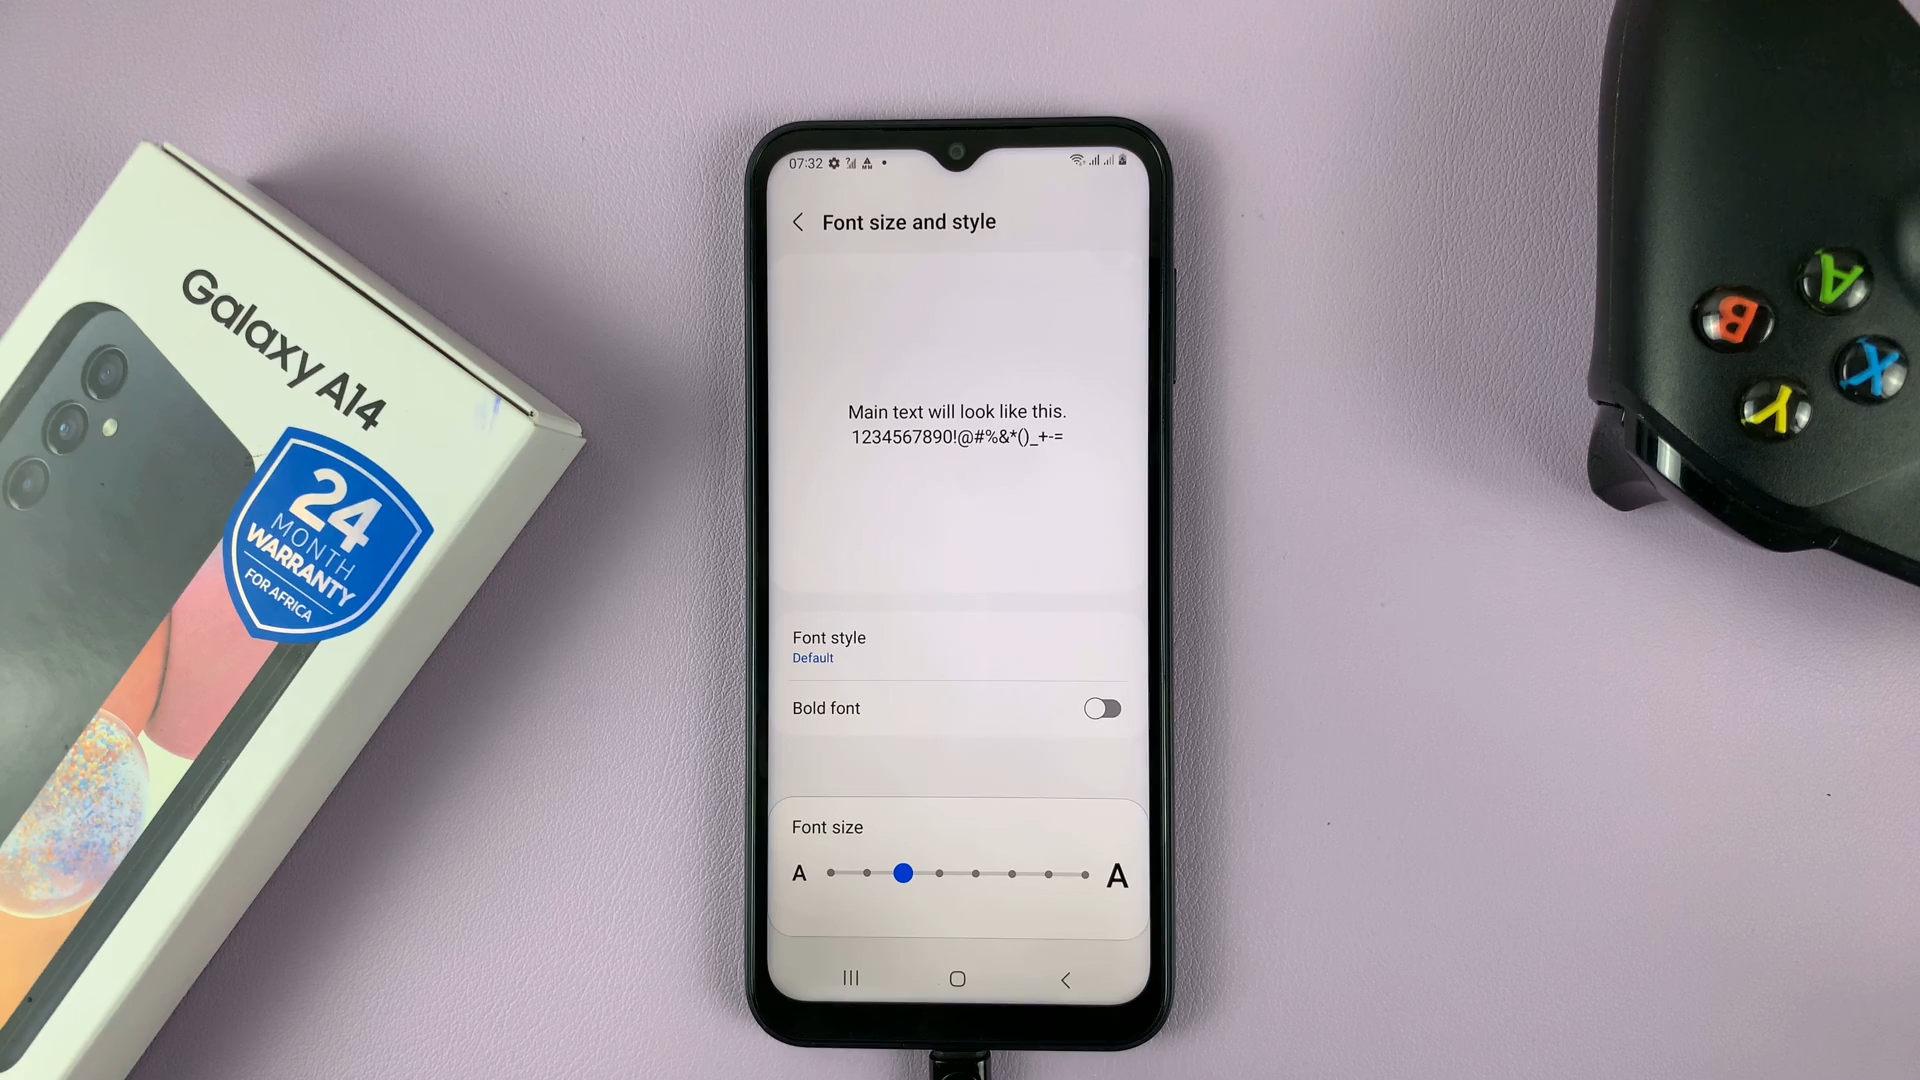 Galaxy A14
24
MONTH
WARRANTY
FOR AFRICA
07:32
Font size and style
Main text will look like this.
1234567890!@#%&*()_+-=
Font style
Default
Bold font
Font size
A A
A
B
X
Y